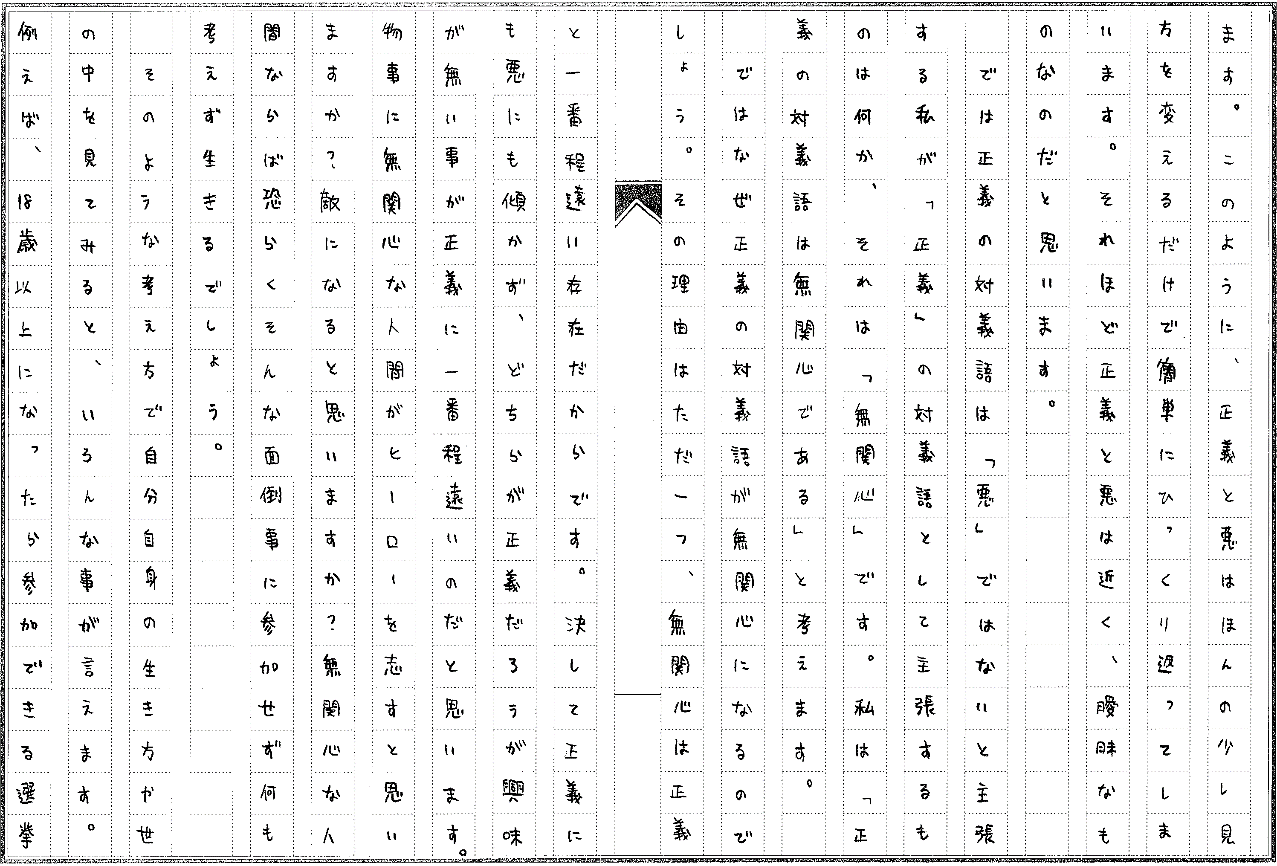 ます。このように、正義と悪はほんの少し見
方を変えるだけで簡単にひっくり返ってしま
います。それほど正義と悪は近く、曖昧なも
のなのだと思います。
では正義の対義語は「悪」ではないと主張
する私が「正義」の対義語として主張するも
のは何か、それは「無関心」です。私は「正
義の対義語は無関心である」と考えます。
ではなぜ正義の対義語が無関心になるので
しょう。その理由はただ一つ、無関心は正義
と一番程遠い存在だからです。決して正義に
も悪にも傾かず、どちらが正義だろうが興味
が無い事が正義に一番程遠いのだと思います。
物事に無関心な人間がヒーローを志すと思い
ますか?敵になると思いますか?無関心な人
間ならば恐らくそんな面倒事に参加せず何も
考えず生きるでしょう。
そのような考え方で自分自身の生き方か世
の中を見てみると、いろんな事が言えます。
例えば、18歳以上になったら参加できる選挙